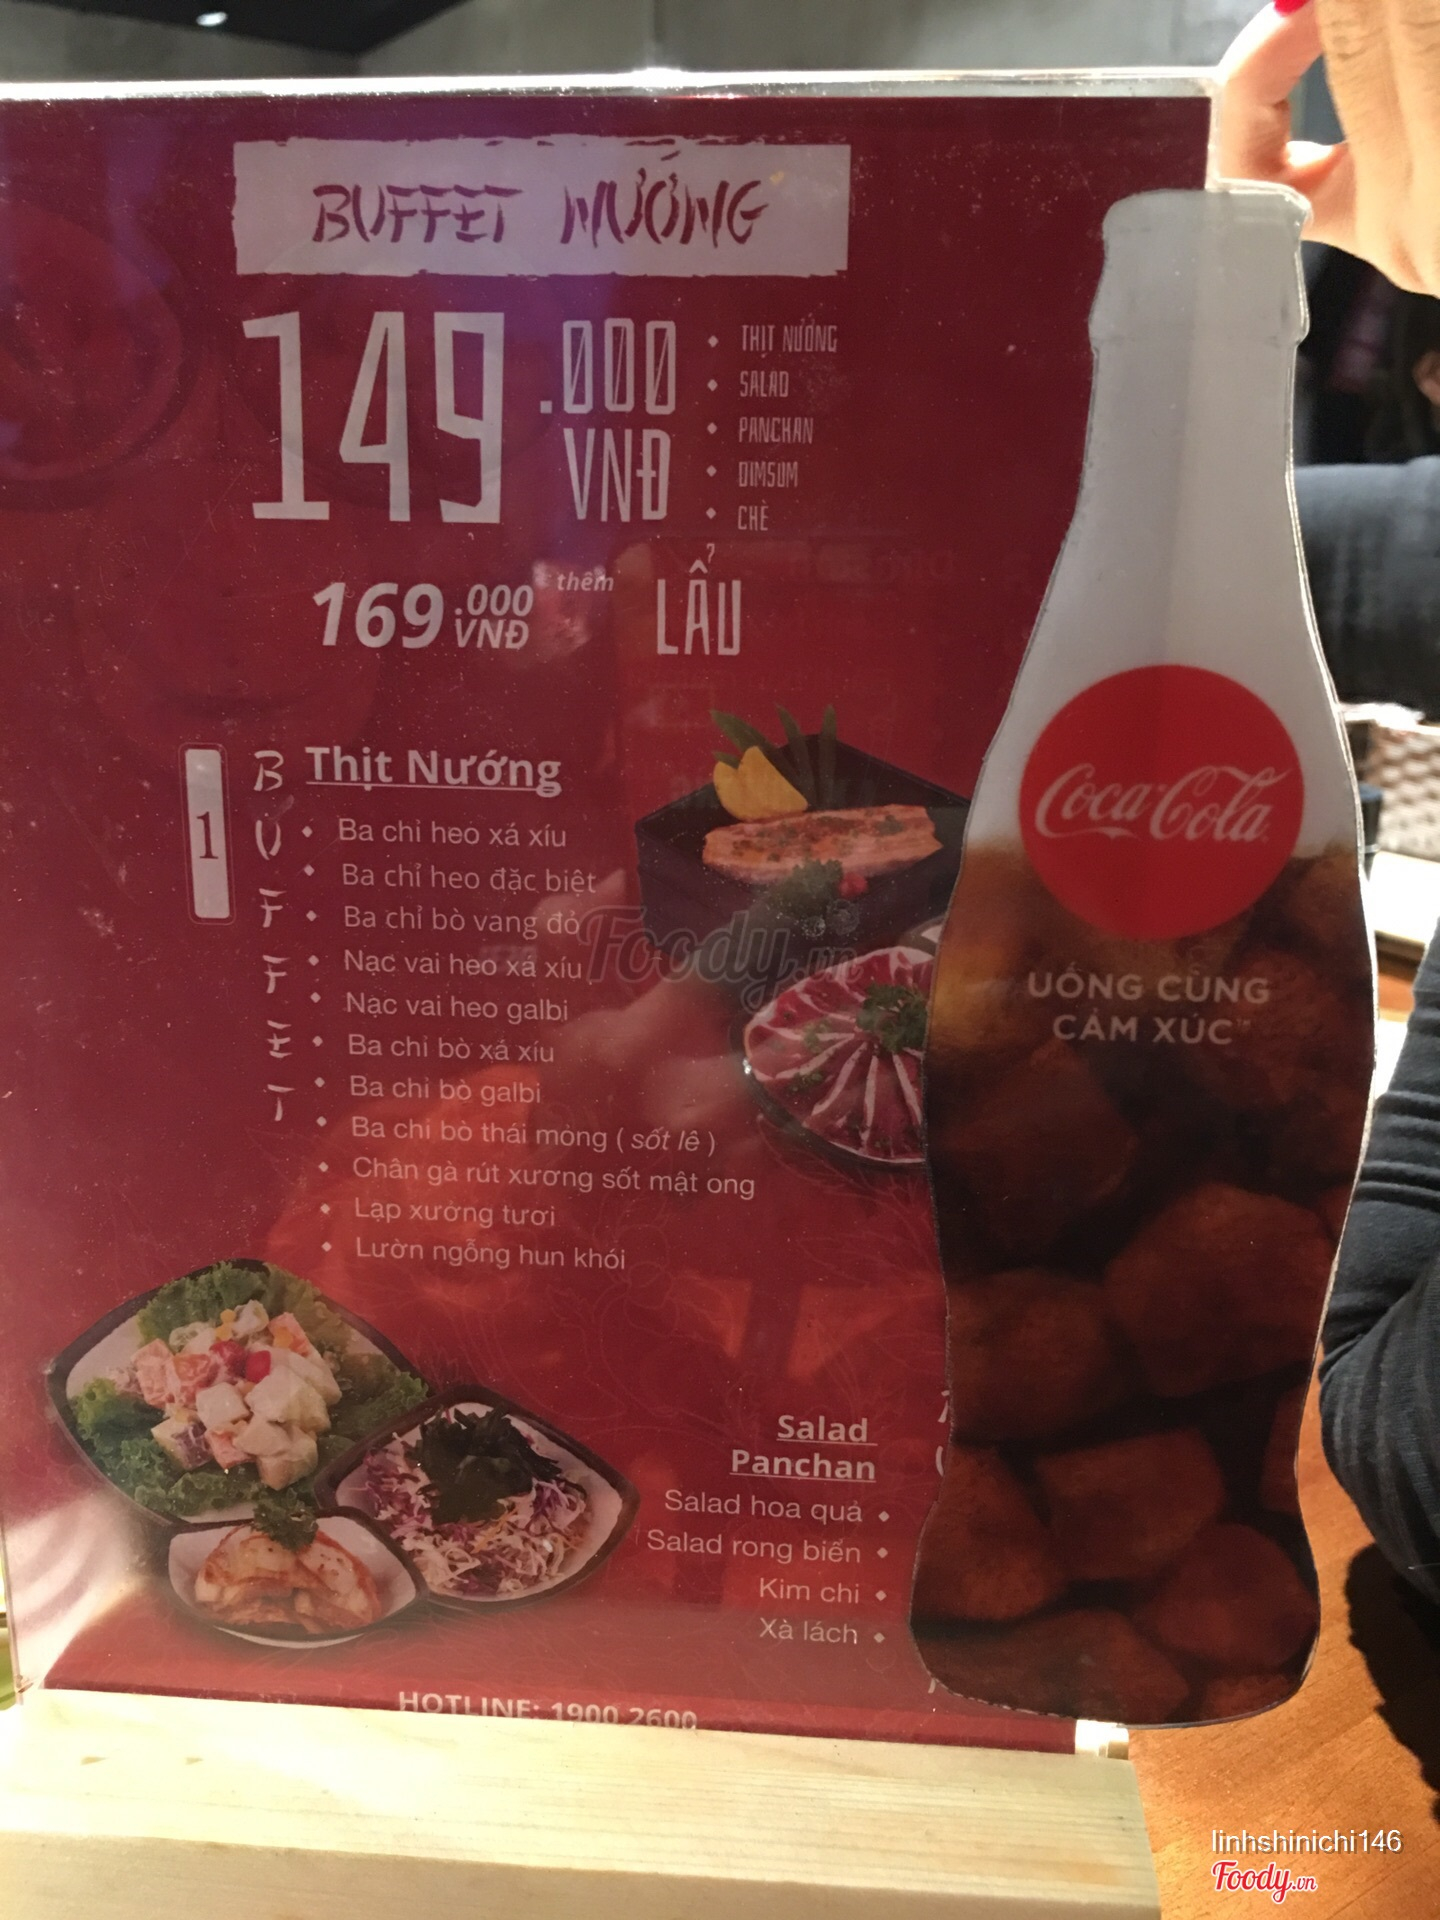 BUFFET NƯỚNG
149.000 VNĐ
THỊT NƯỚNG
SALAD
PANCHAN
DIMSUM
CHÈ
169.000 VNĐ thêm LẨU
1
BUFFET
Thịt Nướng
Ba chỉ heo xá xíu
Ba chỉ heo đặc biệt
Ba chỉ bò vang đỏ
Nạc vai heo xá xíu
Nạc vai heo galbi
Ba chỉ bò xá xíu
Ba chỉ bò galbi
Ba chỉ bò thái mỏng ( sốt lê )
Chân gà rút xương sốt mật ong
Lạp xưởng tươi
Lườn ngỗng hun khói
Foody.vn
Coca-Cola
UỐNG CÙNG
CẢM XÚC™
Salad
Panchan
Salad hoa quả
Salad rong biển
Kim chi
Xà lách
HOTLINE: 1900 2600
linhshinichi146
Foody.vn